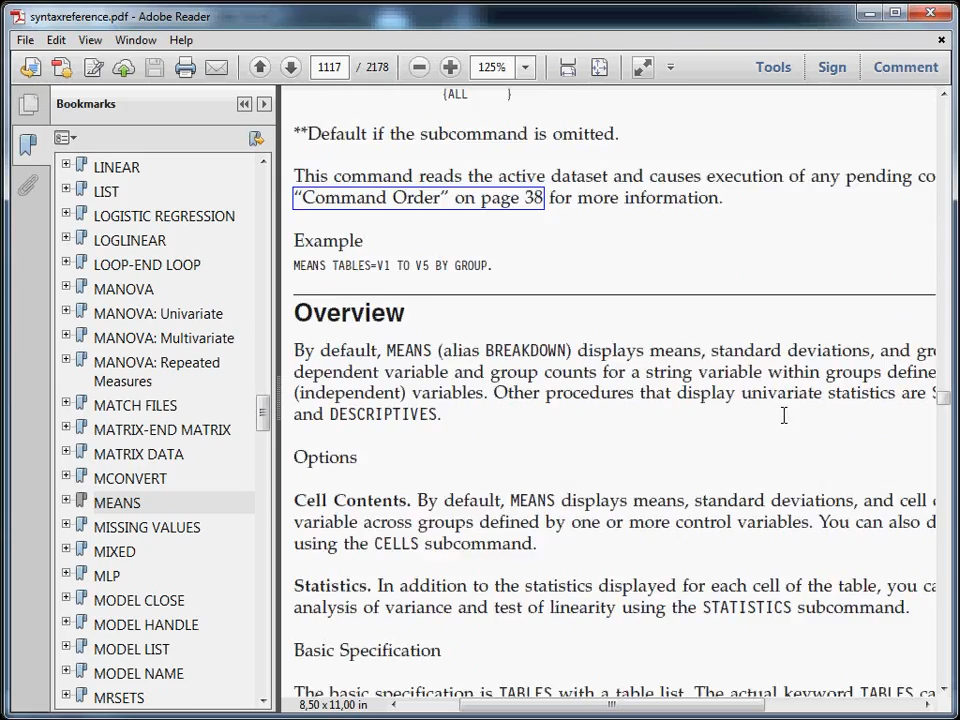 syntaxreference.pdf - Adobe Reader
File Edit View Window Help
1117 / 2178 125% Tools Sign Comment
Bookmarks
LINEAR
LIST
LOGISTIC REGRESSION
LOGLINEAR
LOOP-END LOOP
MANOVA
MANOVA: Univariate
MANOVA: Multivariate
MANOVA: Repeated
Measures
MATCH FILES
MATRIX-END MATRIX
MATRIX DATA
MCONVERT
MEANS
MISSING VALUES
MIXED
MLP
MODEL CLOSE
MODEL HANDLE
MODEL LIST
MODEL NAME
MRSETS
{ALL }
**Default if the subcommand is omitted.
This command reads the active dataset and causes execution of any pending co
“Command Order” on page 38 for more information.
Example
MEANS TABLES=V1 TO V5 BY GROUP.
Overview
By default, MEANS (alias BREAKDOWN) displays means, standard deviations, and gr
dependent variable and group counts for a string variable within groups define
(independent) variables. Other procedures that display univariate statistics are S
and DESCRIPTIVES.
Options
Cell Contents. By default, MEANS displays means, standard deviations, and cell c
variable across groups defined by one or more control variables. You can also d
using the CELLS subcommand.
Statistics. In addition to the statistics displayed for each cell of the table, you ca
analysis of variance and test of linearity using the STATISTICS subcommand.
Basic Specification
The basic specification is TABLES with a table list. The actual keyword TABLES ca
8,50 x 11,00 in